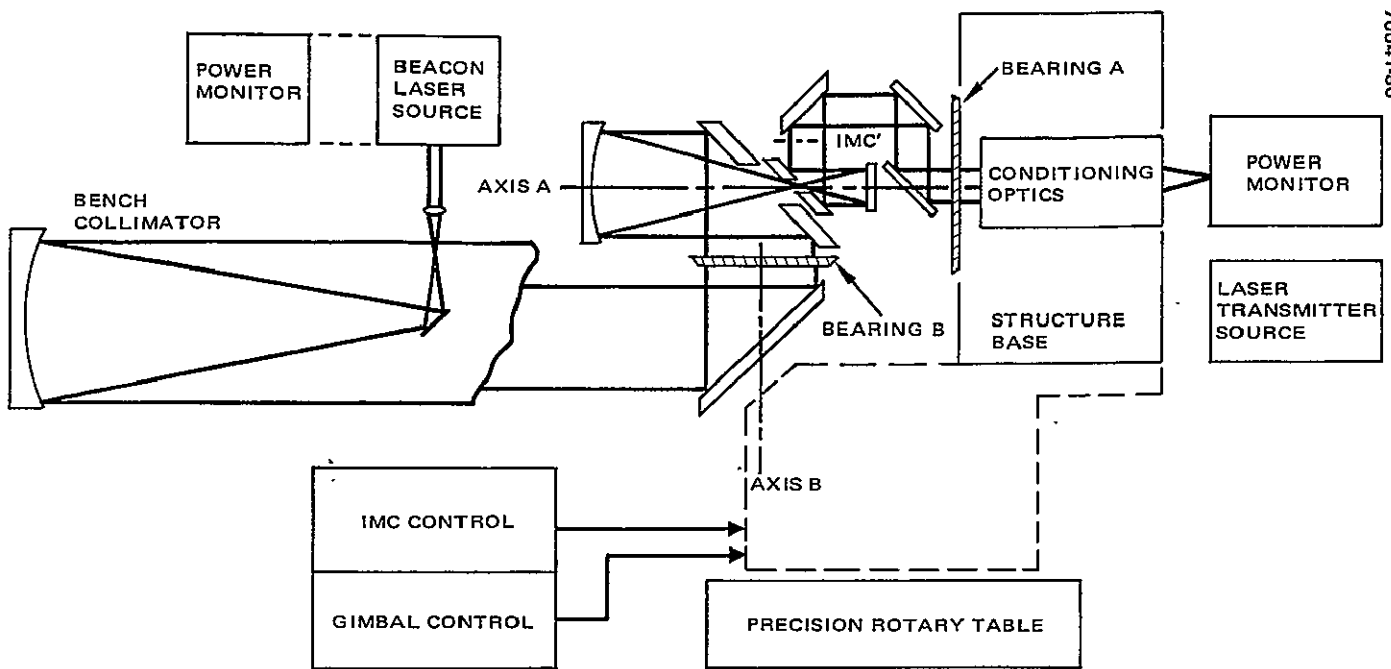 POWER
MONITOR
BEACON
LASER
SOURCE
BENCH
COLLIMATOR
AXIS A
IMC'
BEARING A
CONDITIONING
OPTICS
POWER
MONITOR
BEARING B
STRUCTURE
BASE
LASER
TRANSMITTER
SOURCE
AXIS B
IMC CONTROL
GIMBAL CONTROL
PRECISION ROTARY TABLE